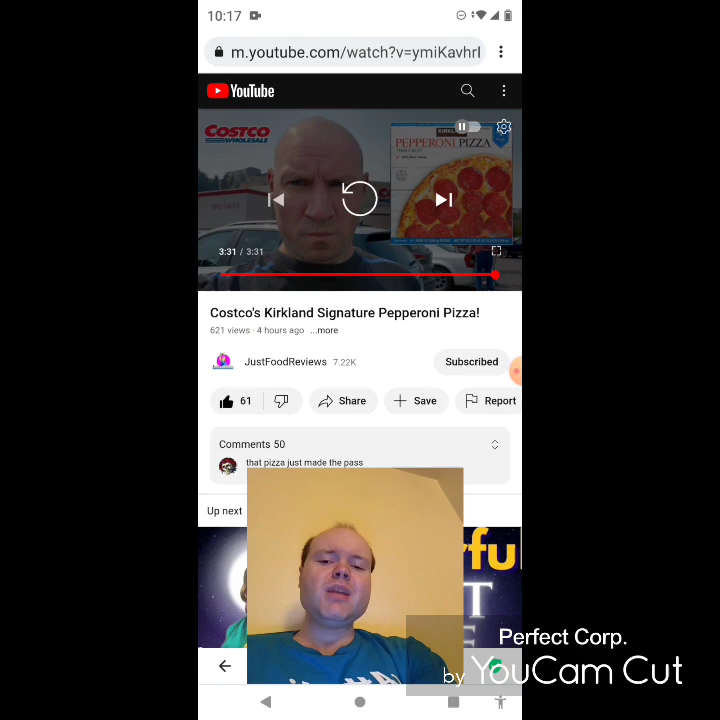 10:17
m.youtube.com/watch?v=ymiKavhrl
YouTube
COSTCO
WHOLESALE
PEPPERONI PIZZA
3:31 / 3:31
Costco's Kirkland Signature Pepperoni Pizza!
621 views · 4 hours ago ...more
JustFoodReviews 7.22K
Subscribed
61
Share
Save
Report
Comments 50
that pizza just made the pass
Up next
Perfect Corp.
by YouCam Cut